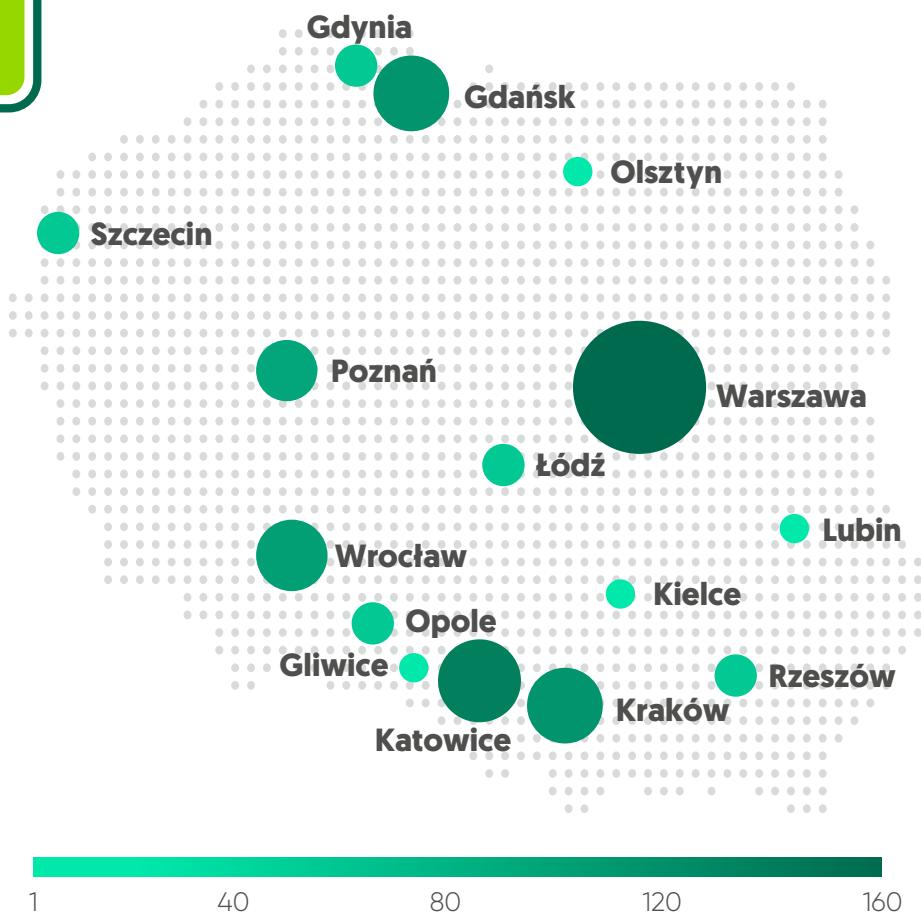 Gdynia
Gdańsk
Olsztyn
Szczecin
Poznań
Warszawa
Łódź
Lubin
Wrocław
Kielce
Opole
Gliwice
Rzeszów
Kraków
Katowice
1 40 80 120 160